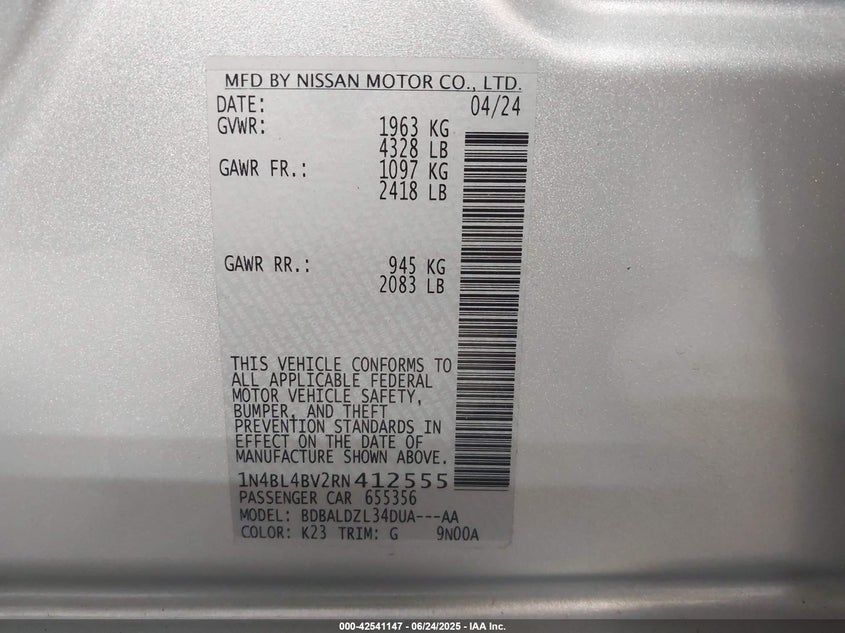 MFD BY NISSAN MOTOR CO., LTD.
DATE: 04/24
GVWR: 1963 KG
4328 LB
GAWR FR.: 1097 KG
2418 LB
GAWR RR.: 945 KG
2083 LB
THIS VEHICLE CONFORMS TO
ALL APPLICABLE FEDERAL
MOTOR VEHICLE SAFETY,
BUMPER, AND THEFT
PREVENTION STANDARDS IN
EFFECT ON THE DATE OF
MANUFACTURE SHOWN ABOVE.
1N4BL4BV2RN412555
PASSENGER CAR 655356
MODEL: BDBALDZL34DUA---AA
COLOR: K23 TRIM: G 9N00A
000-42541147 - 06/24/2025 - IAA Inc.